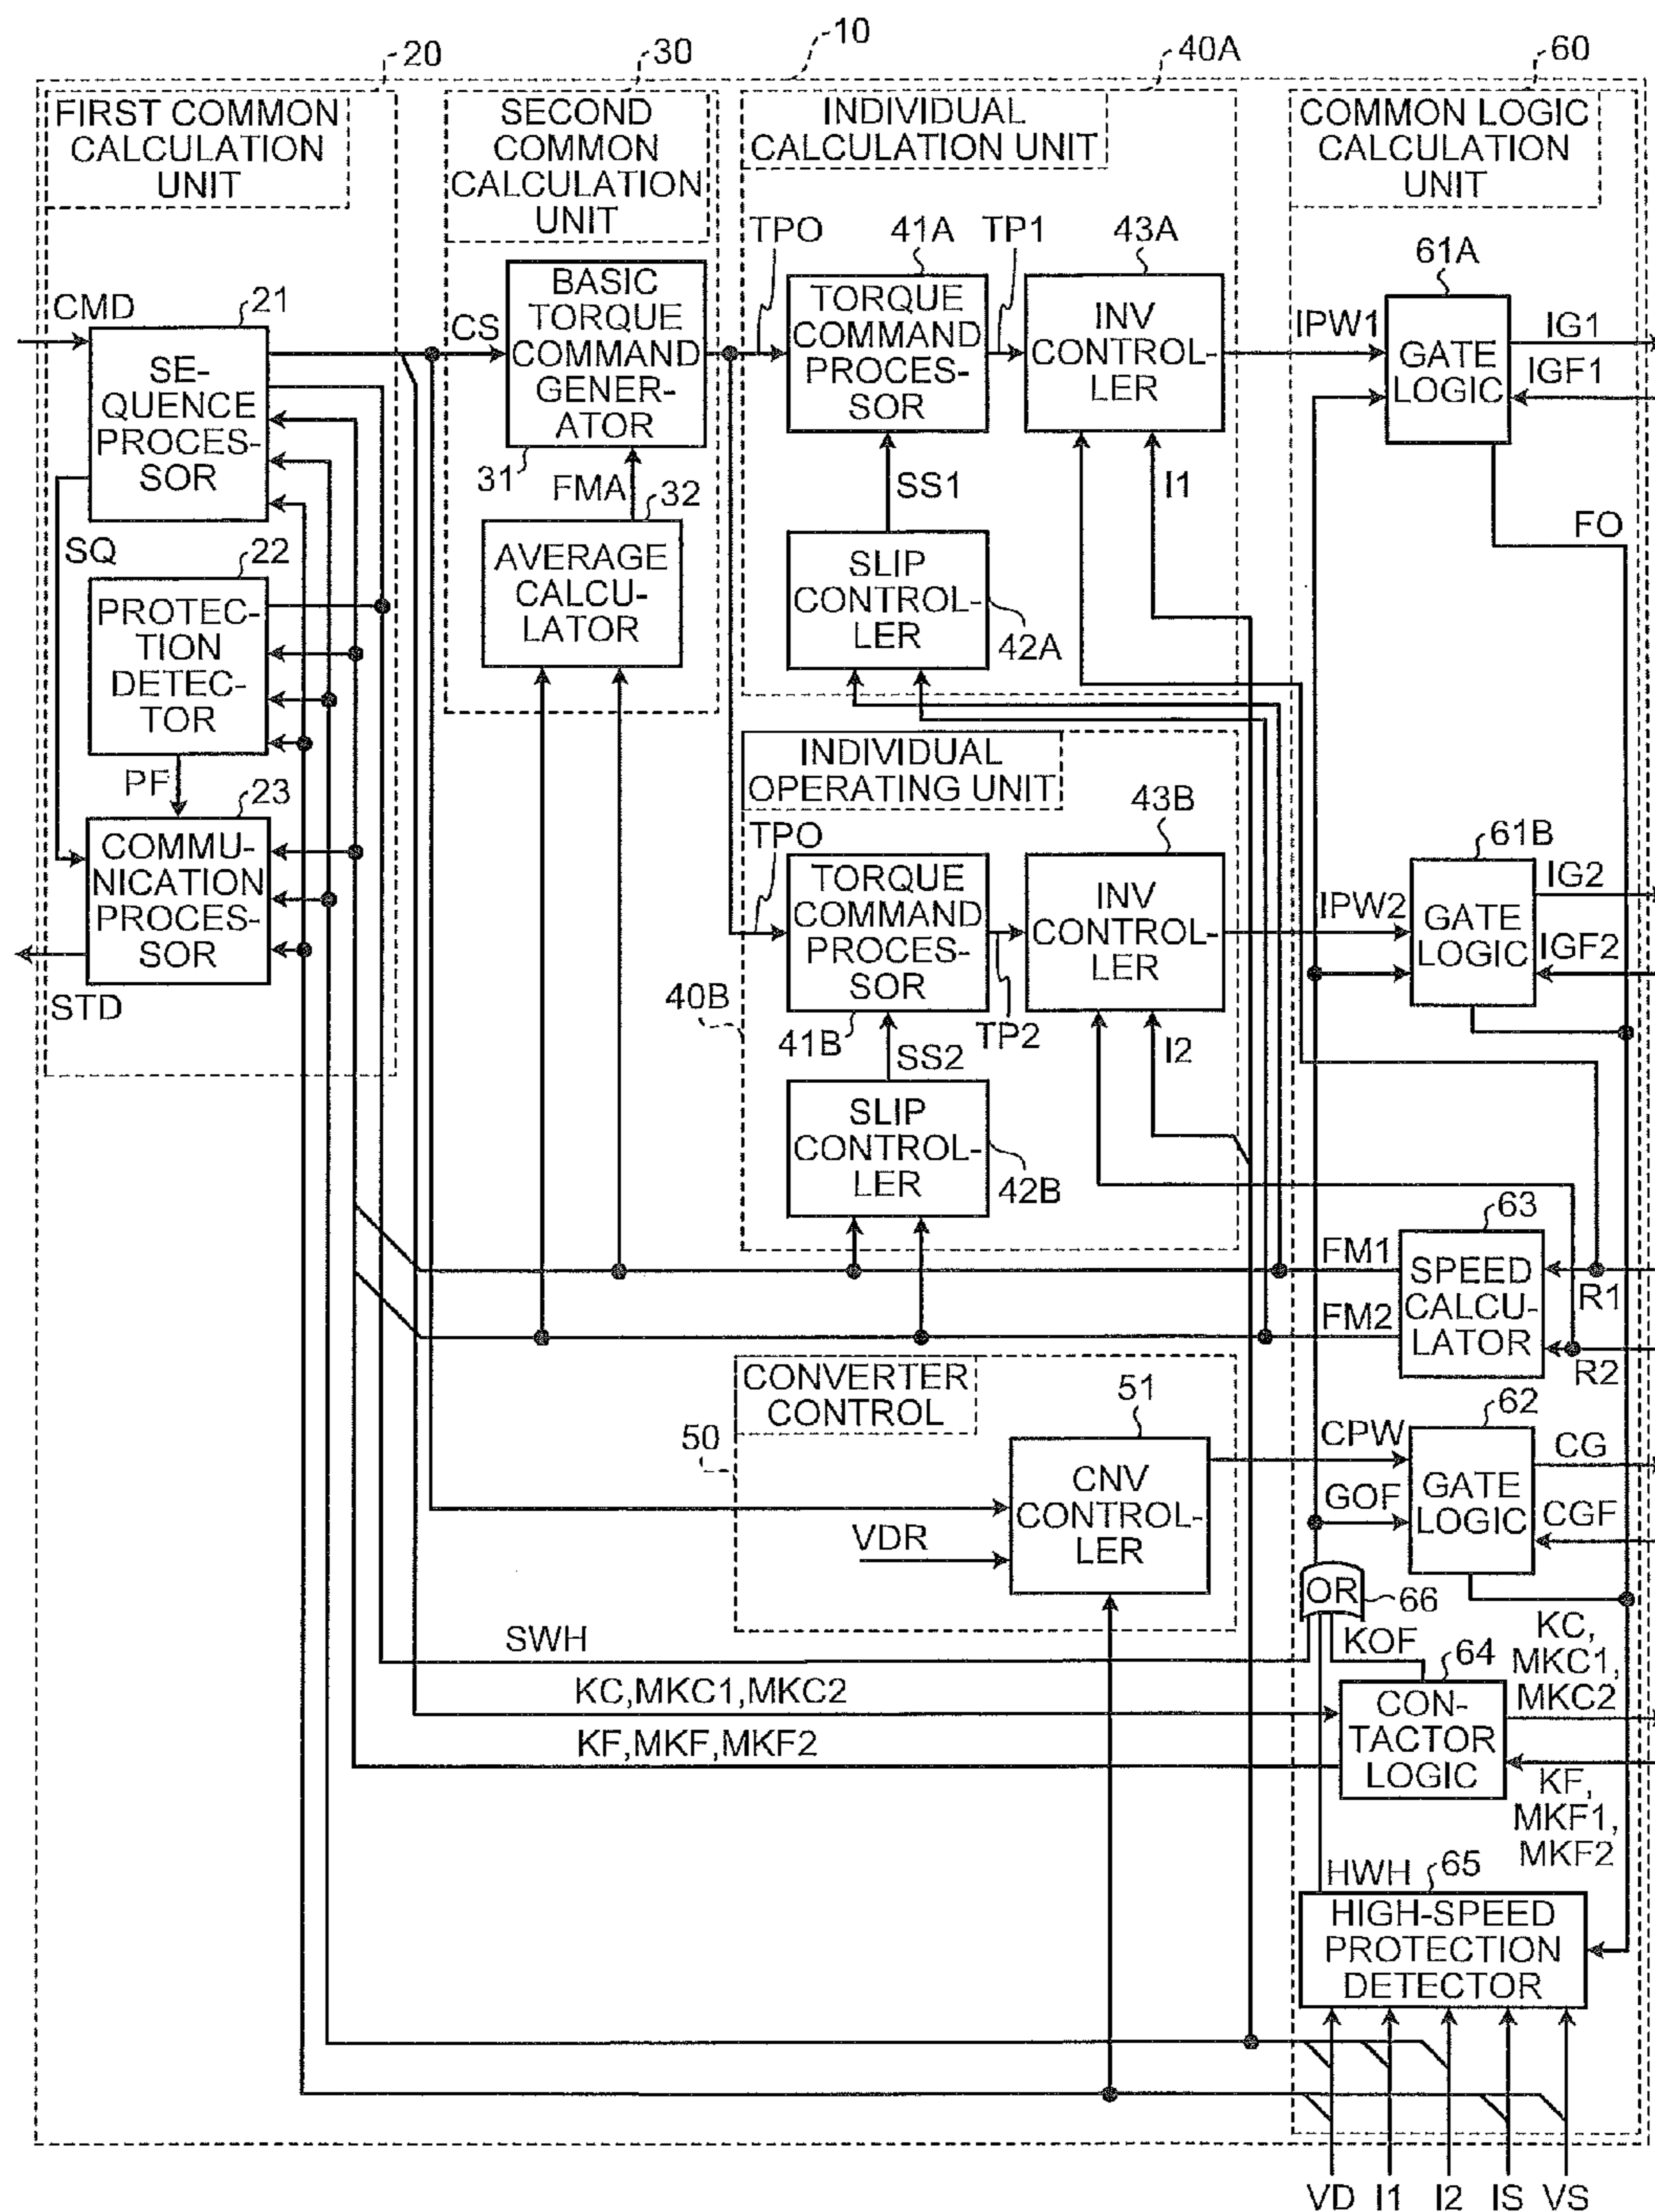 10
20
30
40A
60
FIRST COMMON
CALCULATION
UNIT
SECOND
COMMON
CALCULATION
UNIT
INDIVIDUAL
CALCULATION UNIT
COMMON LOGIC
CALCULATION
UNIT
CMD
21
SE-
QUENCE
PROCES-
SOR
SQ
22
PROTEC-
TION
DETEC-
TOR
PF
23
COMMU-
NICATION
PROCES-
SOR
STD
CS
BASIC
TORQUE
COMMAND
GENER-
ATOR
31
FMA
32
AVERAGE
CALCU-
LATOR
TPO
41A
TORQUE
COMMAND
PROCES-
SOR
TP1
43A
INV
CONTROL-
LER
SS1
I1
SLIP
CONTROL-
LER
42A
IPW1
61A
GATE
LOGIC
IG1
IGF1
FO
INDIVIDUAL
OPERATING UNIT
40B
TPO
TORQUE
COMMAND
PROCES-
SOR
41B
TP2
43B
INV
CONTROL-
LER
SS2
I2
SLIP
CONTROL-
LER
42B
IPW2
61B
GATE
LOGIC
IG2
IGF2
FM1
FM2
63
SPEED
CALCU-
LATOR
R1
R2
CONVERTER
CONTROL
50
51
CNV
CONTROL-
LER
VDR
CPW
GOF
62
GATE
LOGIC
CG
CGF
OR
66
SWH
KOF
64
KC,MKC1,MKC2
KF,MKF,MKF2
CON-
TACTOR
LOGIC
KC,
MKC1,
MKC2
KF,
MKF1,
MKF2
HWH
65
HIGH-SPEED
PROTECTION
DETECTOR
VD I1 I2 IS VS